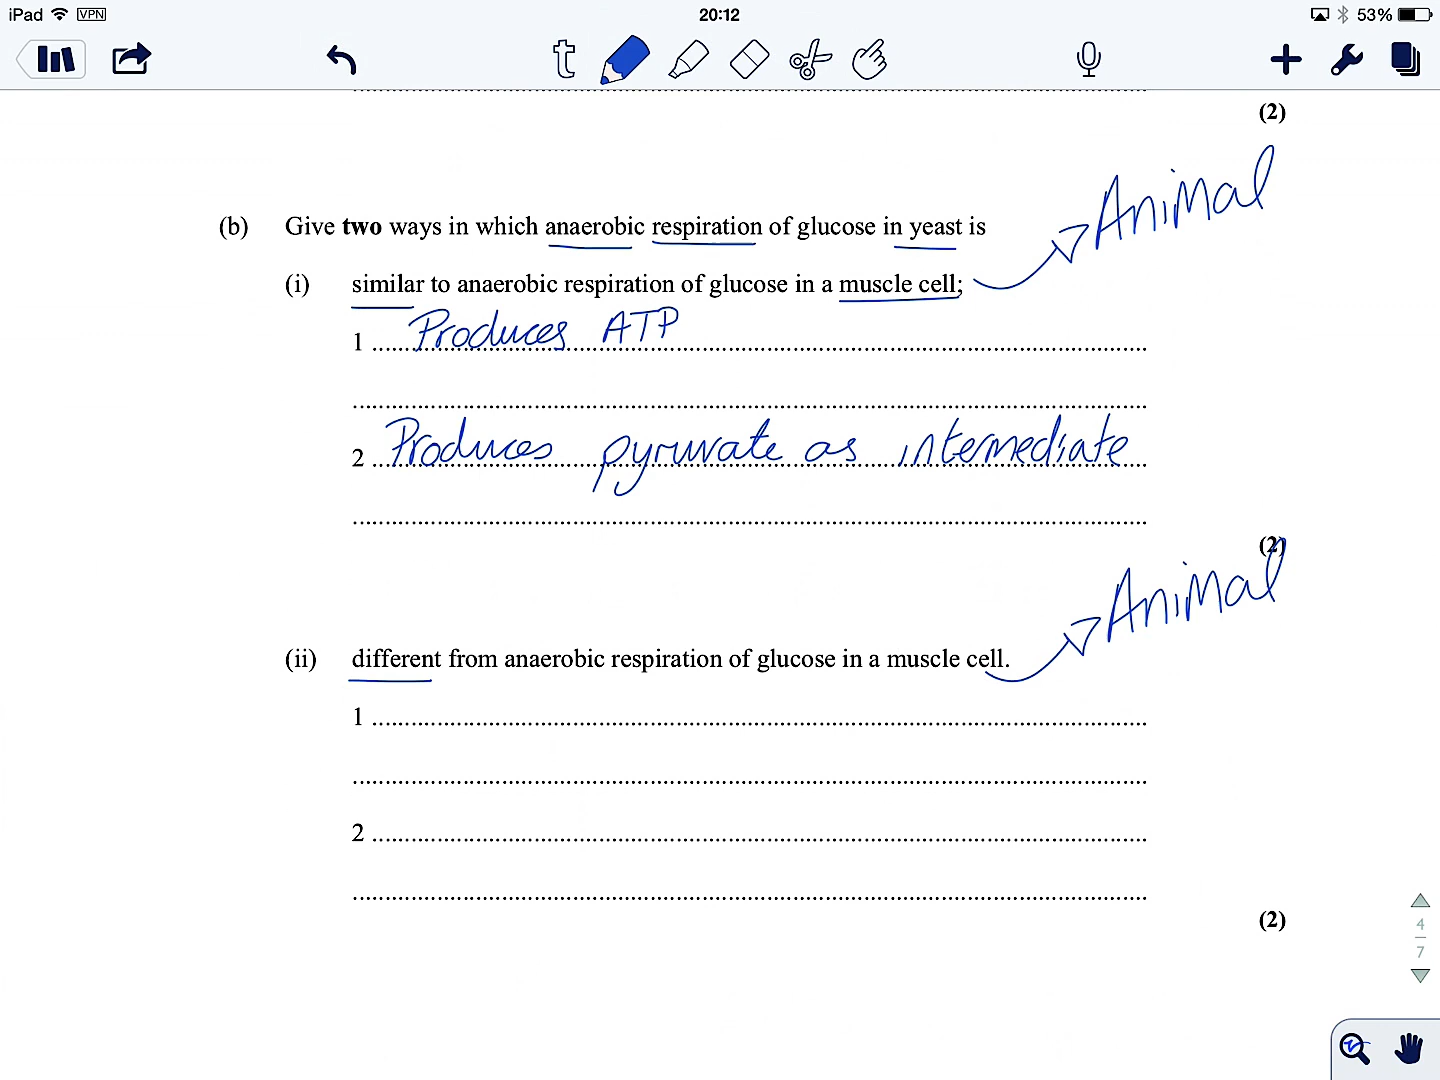 iPad VPN 20:12 53%
t
(2)
Animal
(b) Give two ways in which anaerobic respiration of glucose in yeast is
(i) similar to anaerobic respiration of glucose in a muscle cell;
1 Produces ATP
2 Produces pyruvate as intermediate
(2)
Animal
(ii) different from anaerobic respiration of glucose in a muscle cell.
1
2
(2)
4
7